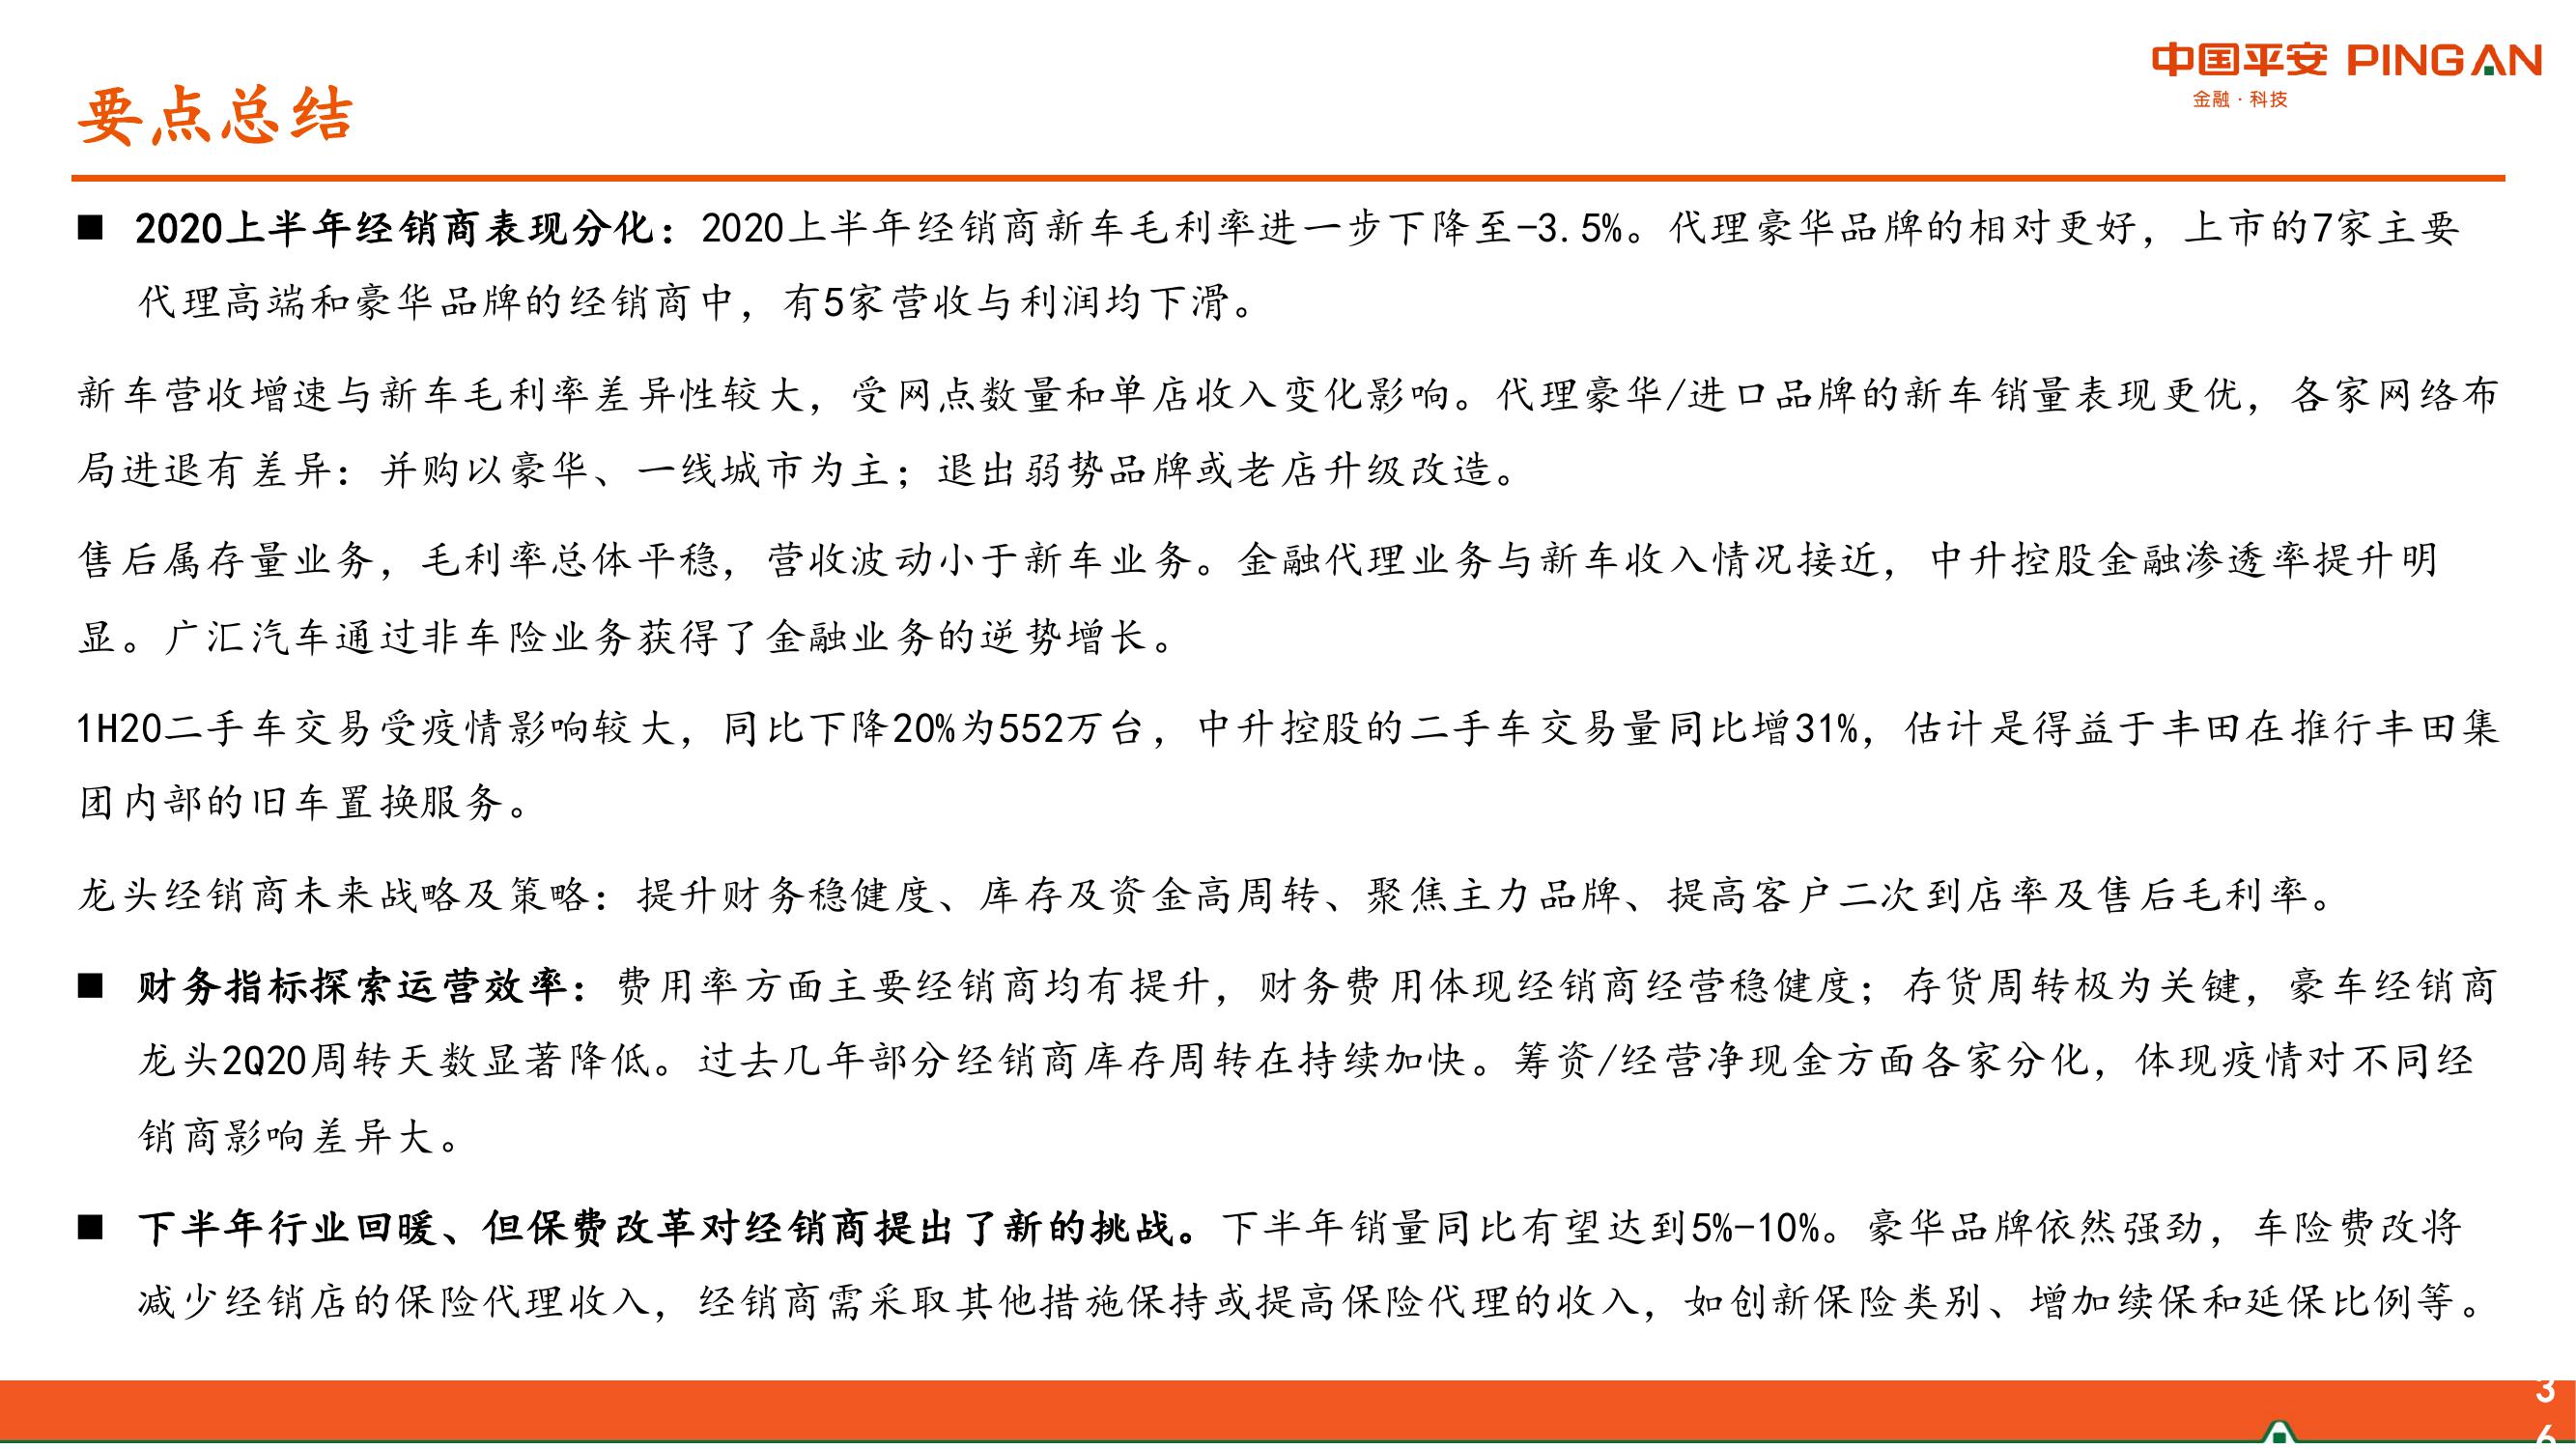 中国平安 PINGAN
金融·科技
要点总结
■ 2020上半年经销商表现分化：2020上半年经销商新车毛利率进一步下降至-3.5%。代理豪华品牌的相对更好，上市的7家主要
代理高端和豪华品牌的经销商中，有5家营收与利润均下滑。
新车营收增速与新车毛利率差异性较大，受网点数量和单店收入变化影响。代理豪华/进口品牌的新车销量表现更优，各家网络布
局进退有差异：并购以豪华、一线城市为主；退出弱势品牌或老店升级改造。
售后属存量业务，毛利率总体平稳，营收波动小于新车业务。金融代理业务与新车收入情况接近，中升控股金融渗透率提升明
显。广汇汽车通过非车险业务获得了金融业务的逆势增长。
1H20二手车交易受疫情影响较大，同比下降20%为552万台，中升控股的二手车交易量同比增31%，估计是得益于丰田在推行丰田集
团内部的旧车置换服务。
龙头经销商未来战略及策略：提升财务稳健度、库存及资金高周转、聚焦主力品牌、提高客户二次到店率及售后毛利率。
■ 财务指标探索运营效率：费用率方面主要经销商均有提升，财务费用体现经销商经营稳健度；存货周转极为关键，豪车经销商
龙头2Q20周转天数显著降低。过去几年部分经销商库存周转在持续加快。筹资/经营净现金方面各家分化，体现疫情对不同经
销商影响差异大。
■ 下半年行业回暖、但保费改革对经销商提出了新的挑战。下半年销量同比有望达到5%-10%。豪华品牌依然强劲，车险费改将
减少经销店的保险代理收入，经销商需采取其他措施保持或提高保险代理的收入，如创新保险类别、增加续保和延保比例等。
3
6